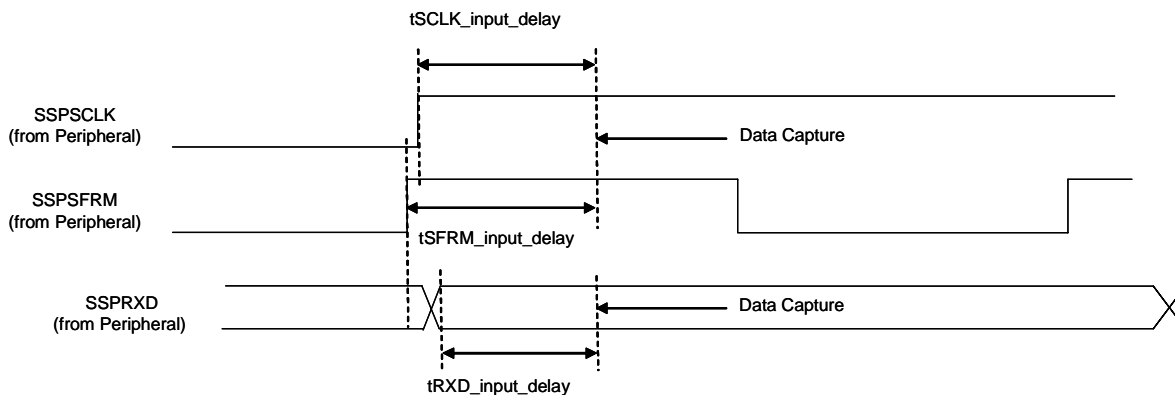 tSCLK_input_delay
SSPSCLK
(from Peripheral)
Data Capture
SSPSFRM
(from Peripheral)
tSFRM_input_delay
SSPRXD
(from Peripheral)
Data Capture
tRXD_input_delay